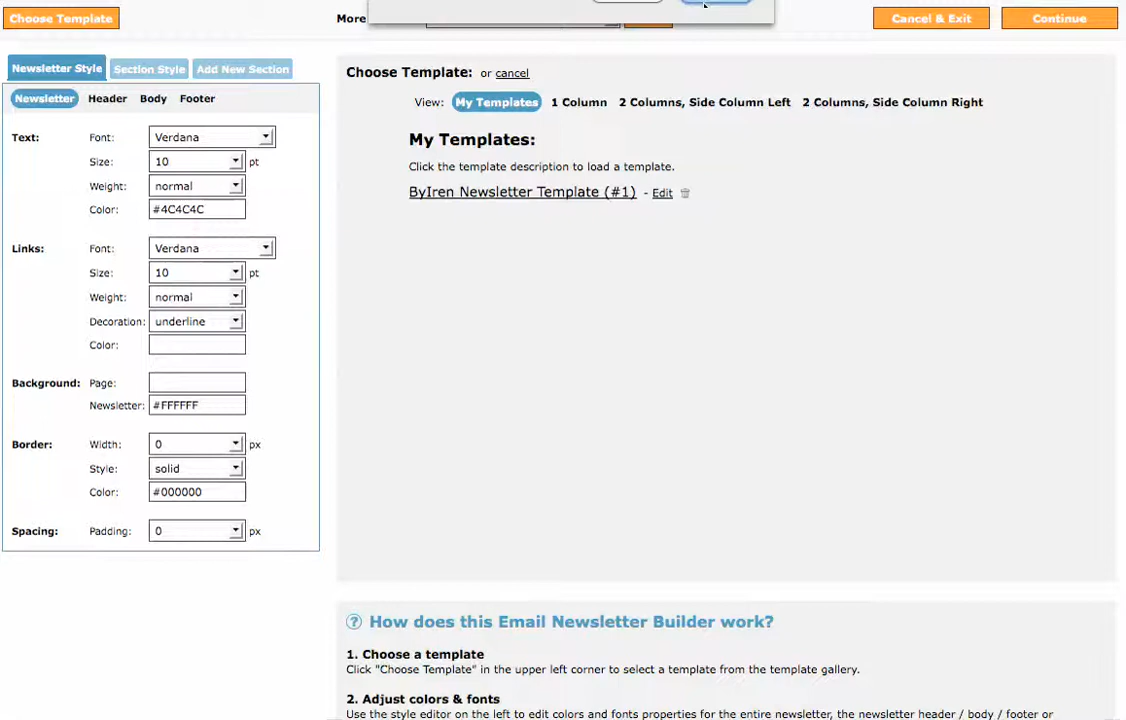 Choose Template
More
Cancel & Exit
Continue
Newsletter Style
Section Style
Add New Section
Newsletter
Header
Body
Footer
Text:
Font:
Verdana
Size:
10
pt
Weight:
normal
Color:
#4C4C4C
Links:
Font:
Verdana
Size:
10
pt
Weight:
normal
Decoration:
underline
Color:
Background:
Page:
Newsletter:
#FFFFFF
Border:
Width:
0
px
Style:
solid
Color:
#000000
Spacing:
Padding:
0
px
Choose Template: or cancel
View: My Templates 1 Column 2 Columns, Side Column Left 2 Columns, Side Column Right
My Templates:
Click the template description to load a template.
ByIren Newsletter Template (#1) - Edit
? How does this Email Newsletter Builder work?
1. Choose a template
Click "Choose Template" in the upper left corner to select a template from the template gallery.
2. Adjust colors & fonts
Use the style editor on the left to edit colors and fonts properties for the entire newsletter, the newsletter header / body / footer or